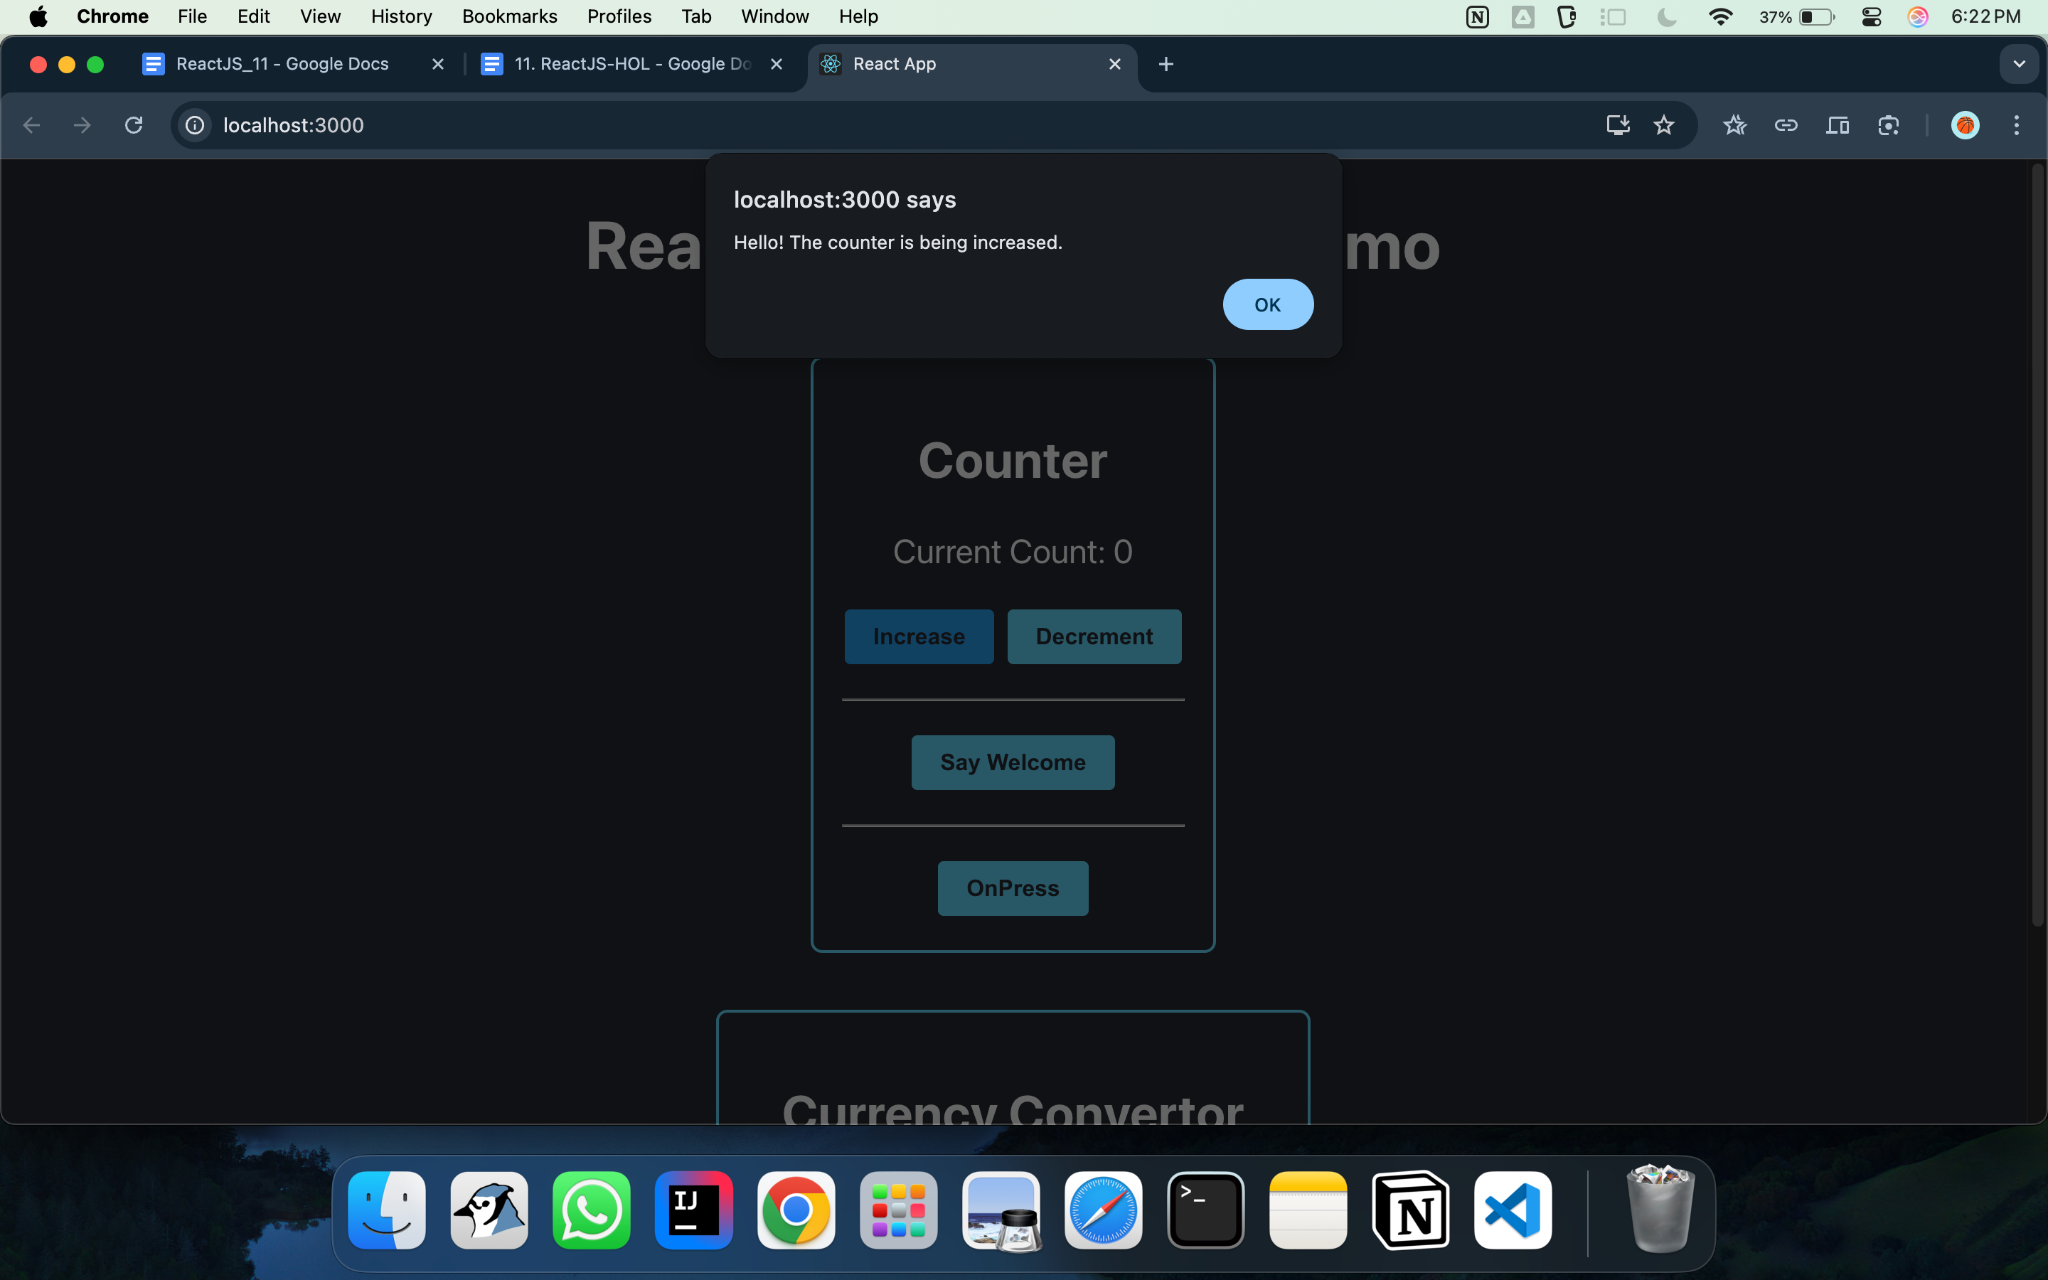 Chrome File Edit View History Bookmarks Profiles Tab Window Help 37% 6:22 PM
ReactJS_11 - Google Docs 11. ReactJS-HOL - Google Do React App
localhost:3000
localhost:3000 says
Hello! The counter is being increased.
OK
Rea mo
Counter
Current Count: 0
Increase Decrement
Say Welcome
OnPress
Currency Convertor
IJ